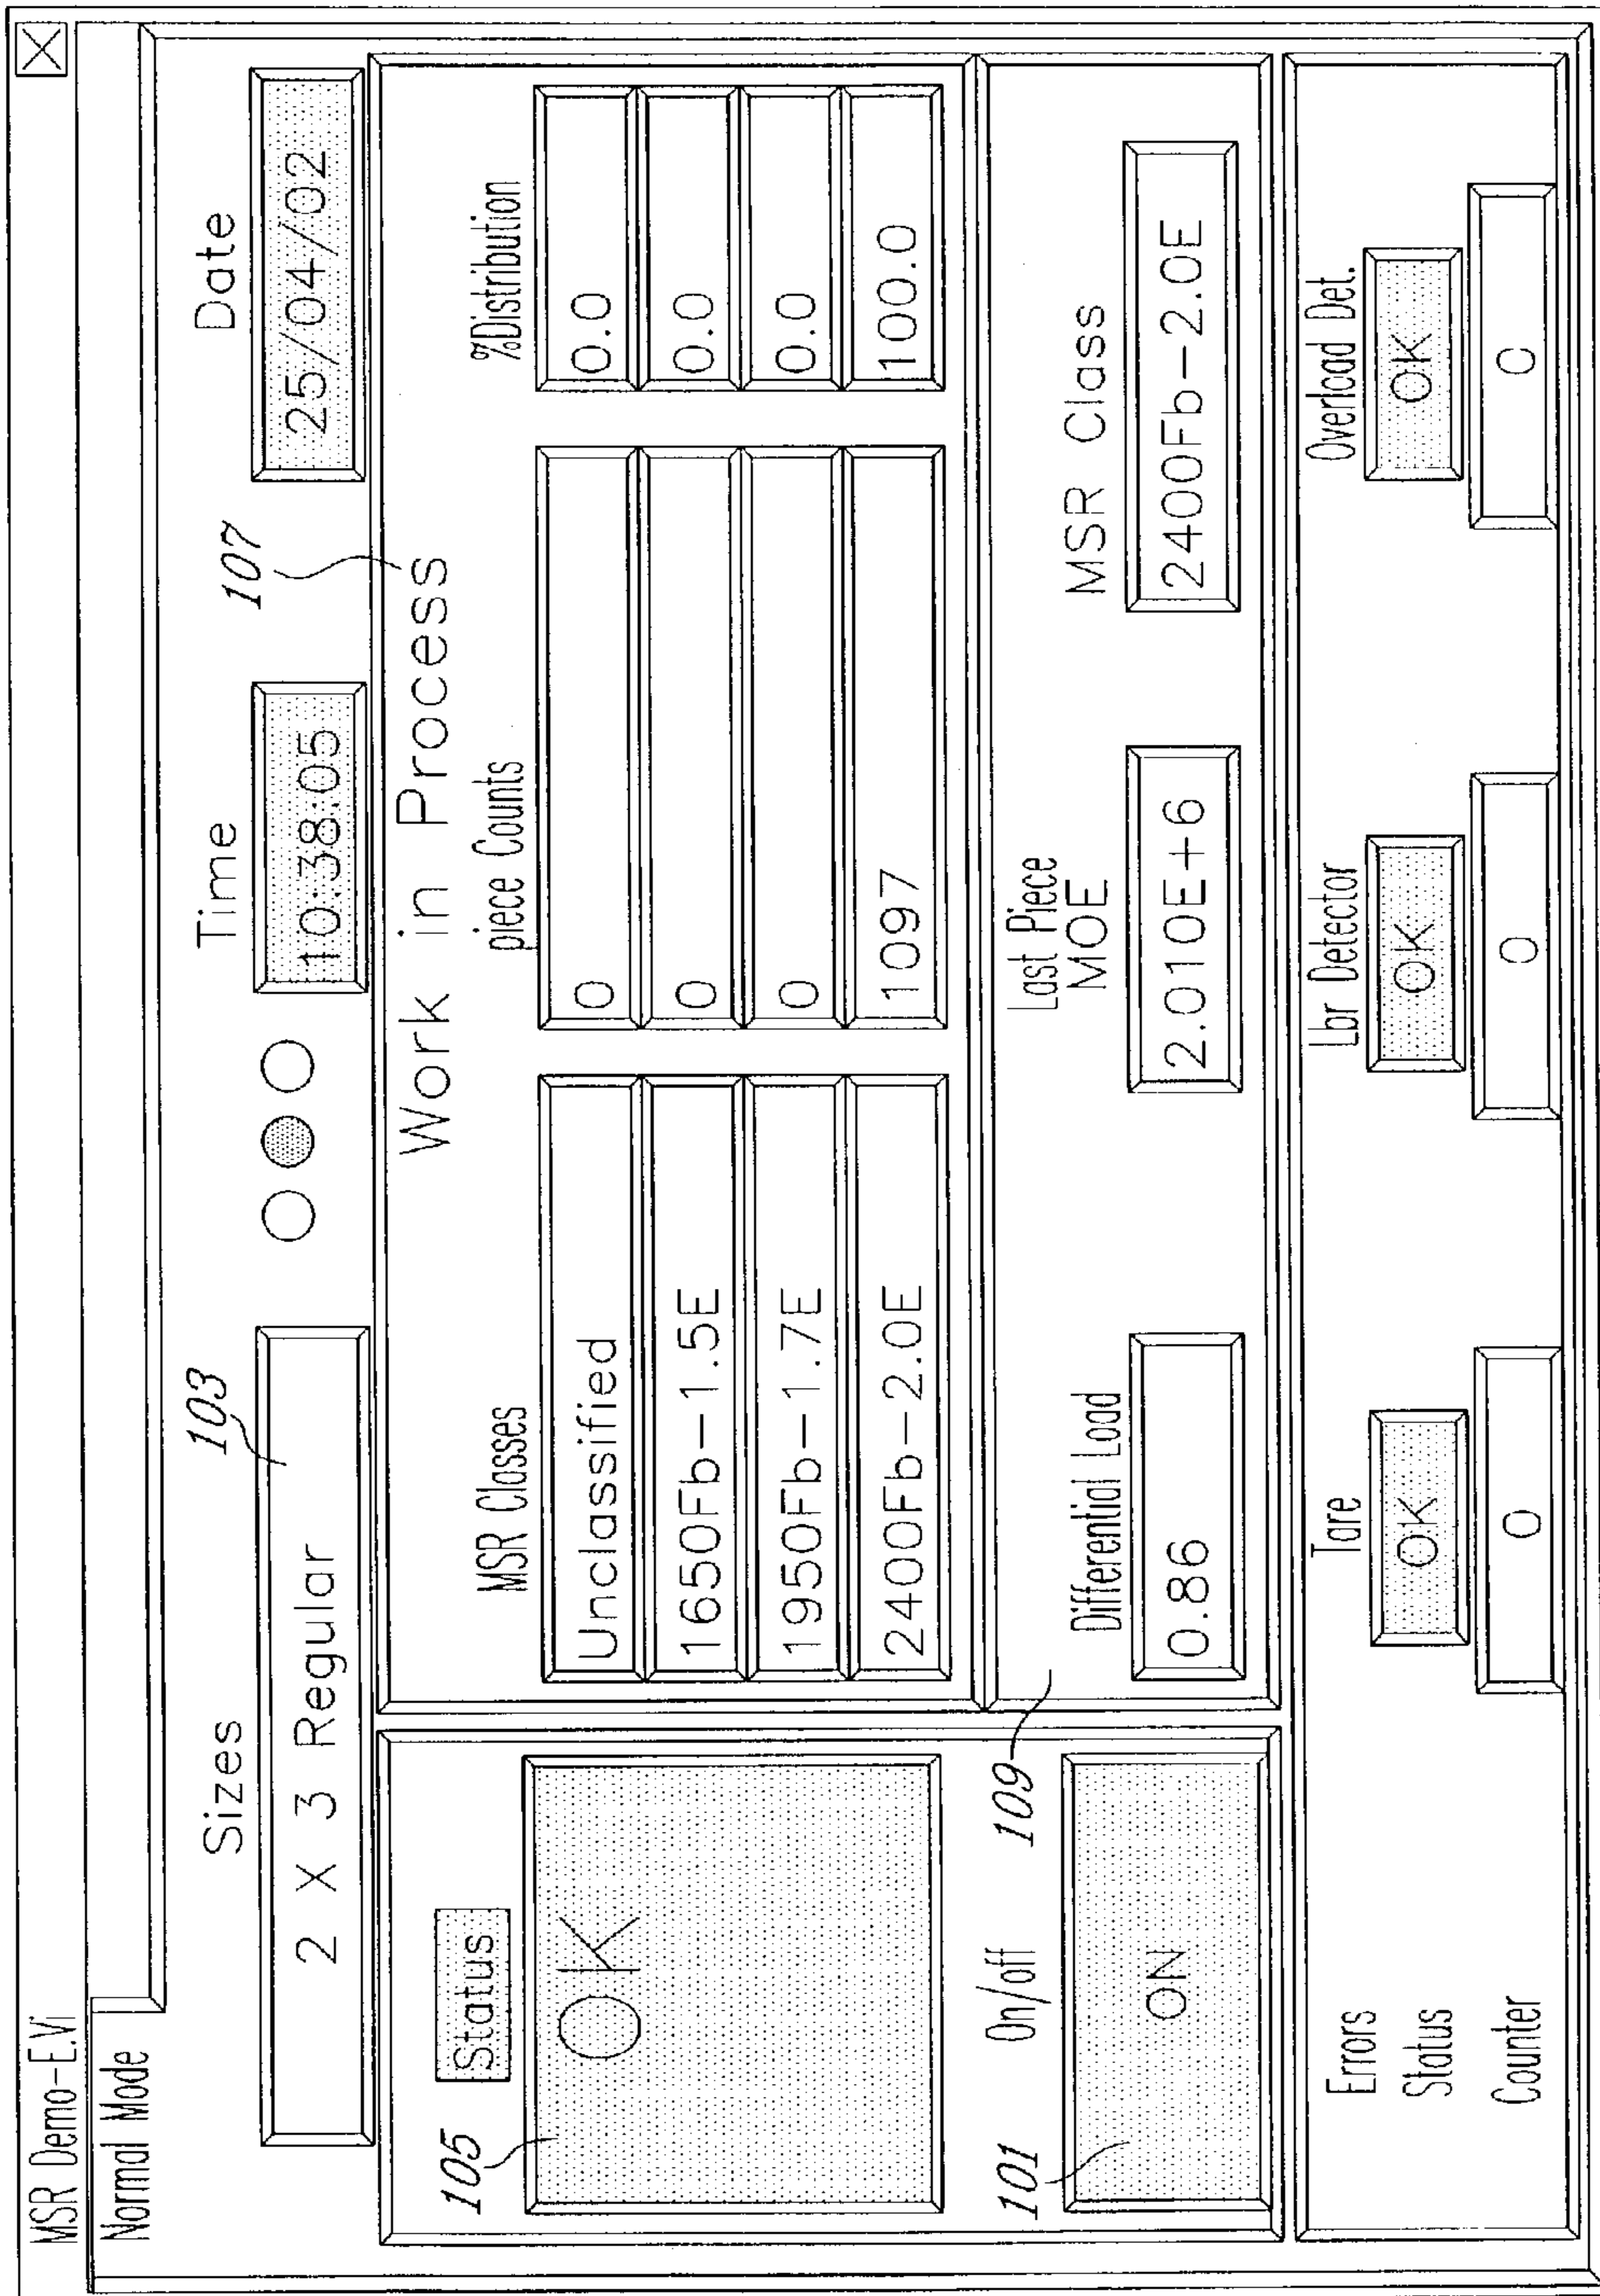 MSR Demo-E.Vi
Normal Mode
Sizes
Time
Date
103
107
2 X 3 Regular
10:38:05
25/04/02
Work in Process
105
Status
OK
MSR Classes
piece Counts
%Distribution
Unclassified
0
0.0
1650Fb-1.5E
0
0.0
1950Fb-1.7E
0
0.0
2400Fb-2.0E
1097
100.0
101
On/off
ON
109
Differential Load
Last Piece
MOE
MSR Class
0.86
2.010E+6
2400Fb-2.0E
Errors
Tare
Lbr Detector
Overload Det.
Status
OK
OK
OK
Counter
0
0
0